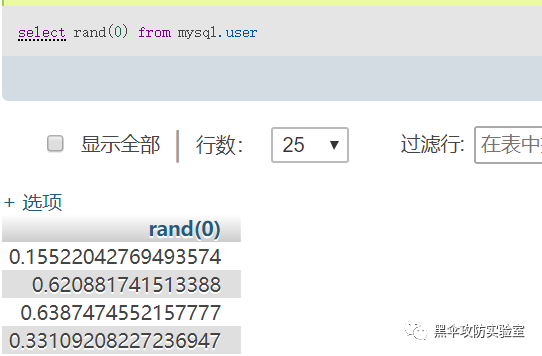 select rand(0) from mysql.user
显示全部 行数: 25 过滤行: 在表中
+ 选项
rand(0)
0.15522042769493574
0.620881741513388
0.6387474552157777
0.33109208227236947
黑伞攻防实验室